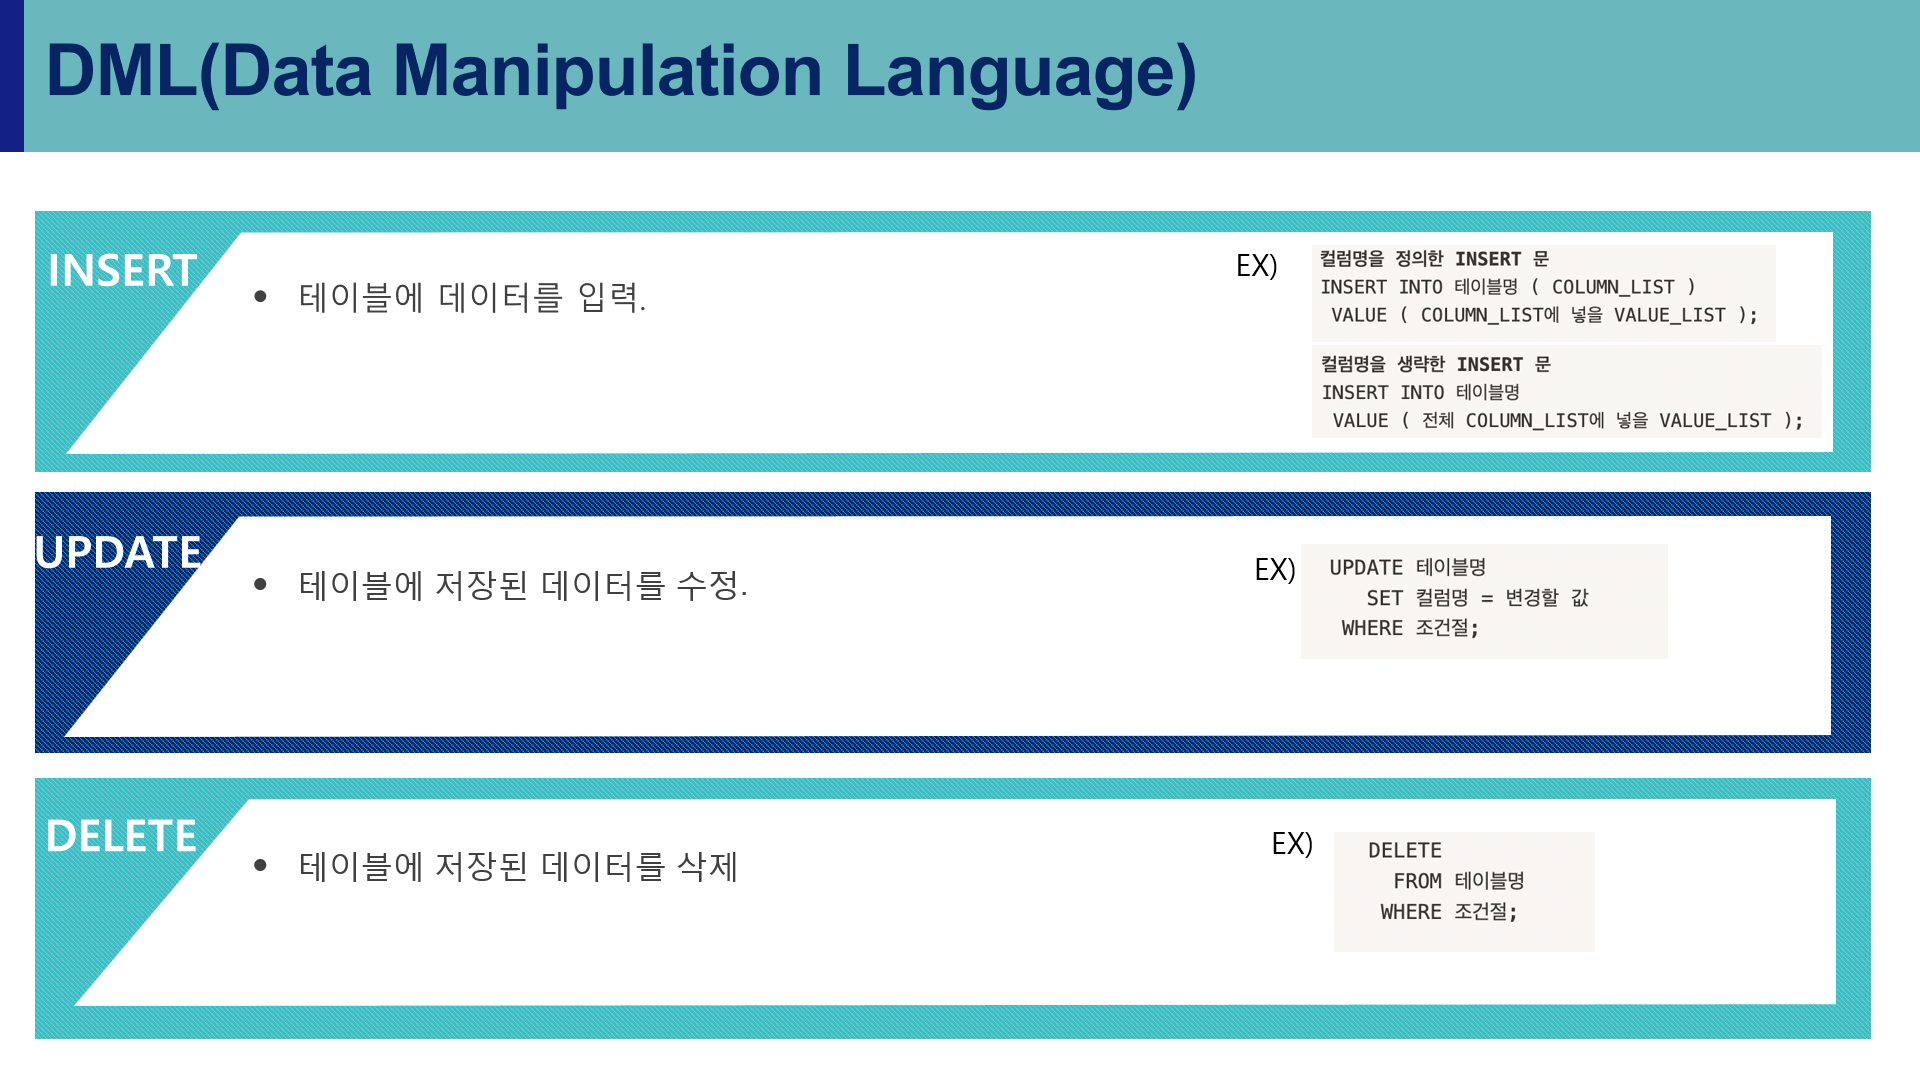 DML(Data Manipulation Language)
INSERT
• 테이블에 데이터를 입력.
EX)
컬럼명을 정의한 INSERT 문
INSERT INTO 테이블명 ( COLUMN_LIST )
VALUE ( COLUMN_LIST에 넣을 VALUE_LIST );
컬럼명을 생략한 INSERT 문
INSERT INTO 테이블명
VALUE ( 전체 COLUMN_LIST에 넣을 VALUE_LIST );
UPDATE
• 테이블에 저장된 데이터를 수정.
EX)
UPDATE 테이블명
SET 컬럼명 = 변경할 값
WHERE 조건절;
DELETE
• 테이블에 저장된 데이터를 삭제
EX)
DELETE
FROM 테이블명
WHERE 조건절;